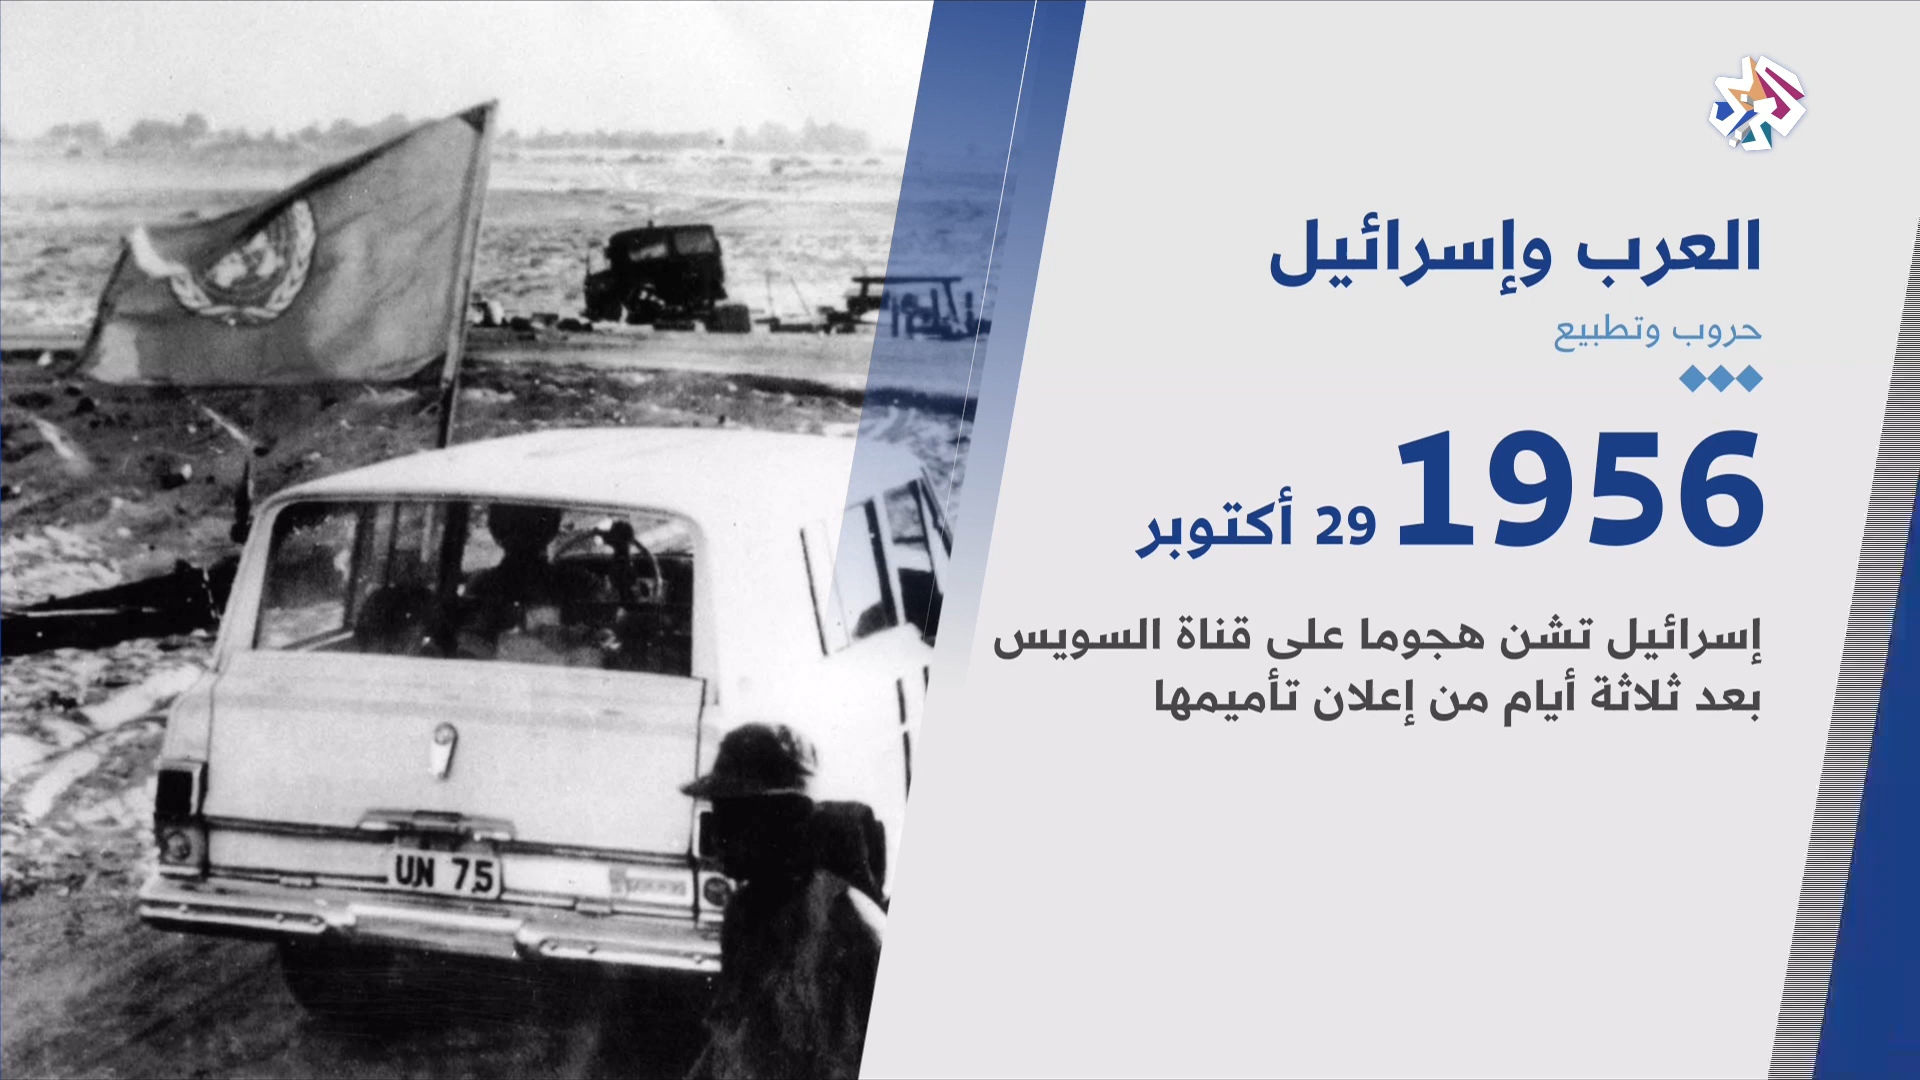 العربي
العرب وإسرائيل
حروب وتطبيع
1956 29 أكتوبر
إسرائيل تشن هجوما على قناة السويس
بعد ثلاثة أيام من إعلان تأميمها
UN 75